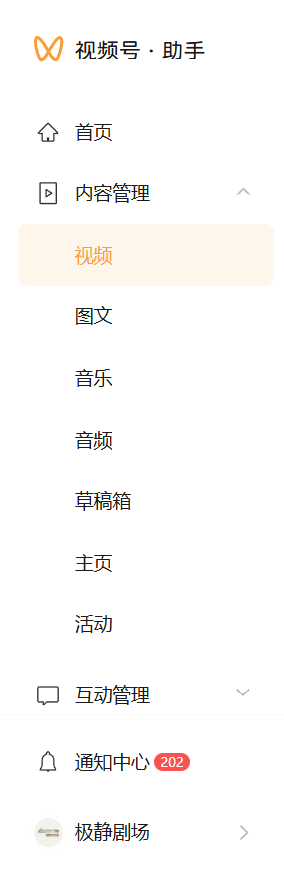 视频号 · 助手
首页
内容管理
视频
图文
音乐
音频
草稿箱
主页
活动
互动管理
通知中心 202
极静剧场